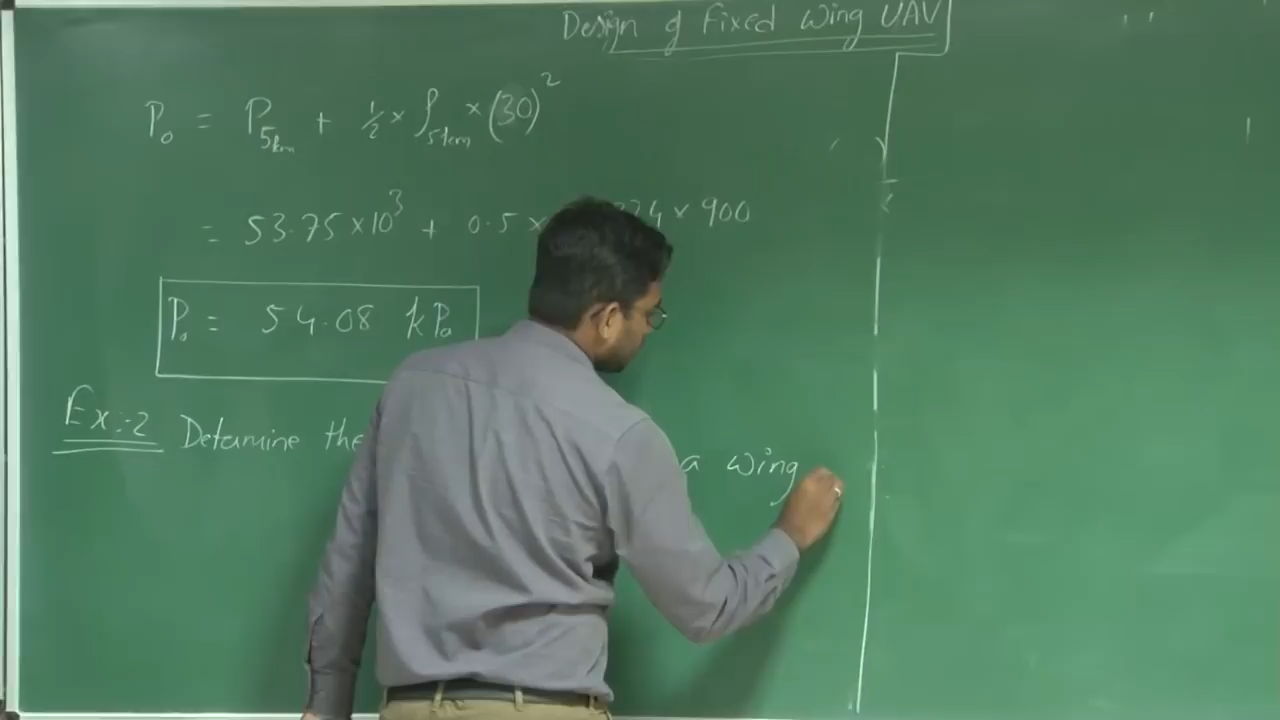 Design of Fixed Wing UAV
P₀ = P₅ₖₘ + ½ × ρ₅ₖₘ × (30)²
= 53.75 × 10³ + 0.5 × × 900
P₀ = 54.08 kPa
Ex:-2 Determine the a wing